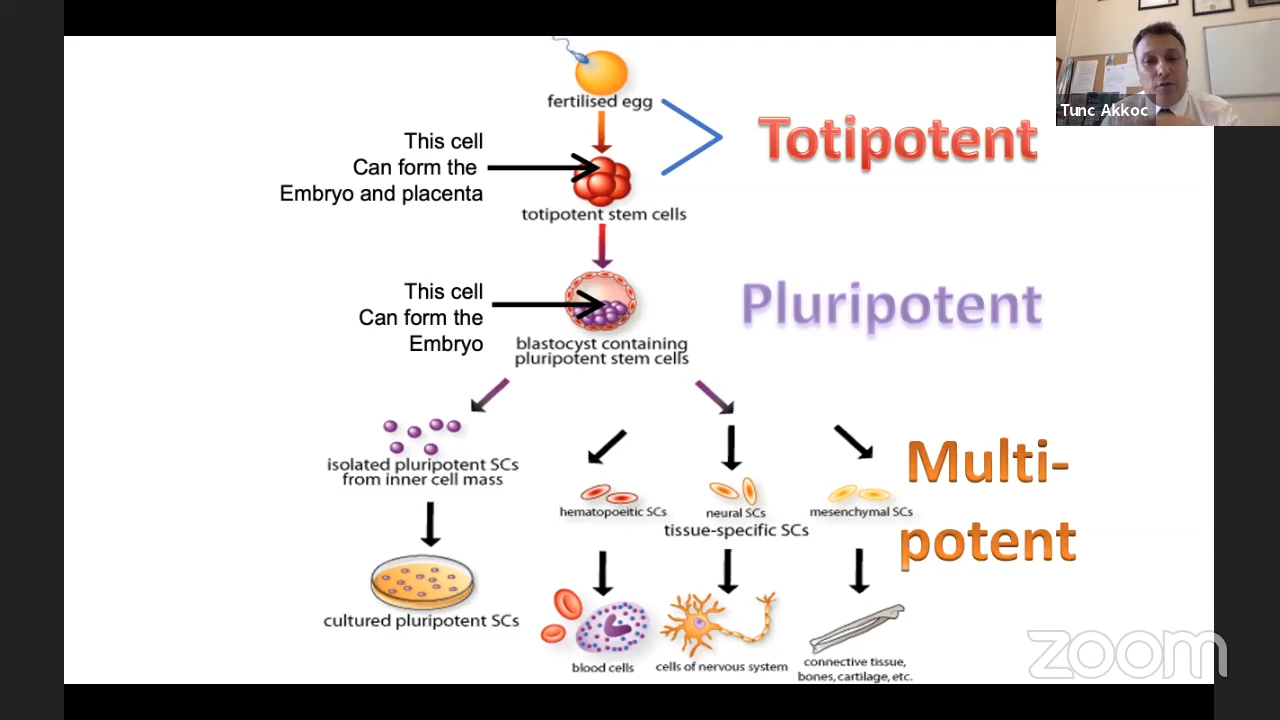 Tunc Akkoc
fertilised egg
Totipotent
This cell
Can form the
Embryo and placenta
totipotent stem cells
This cell
Can form the
Embryo
Pluripotent
blastocyst containing
pluripotent stem cells
isolated pluripotent SCs
from inner cell mass
cultured pluripotent SCs
hematopoeitic SCs
neural SCs
mesenchymal SCs
tissue-specific SCs
Multi-
potent
blood cells
cells of nervous system
connective tissue,
bones, cartilage, etc.
zoom